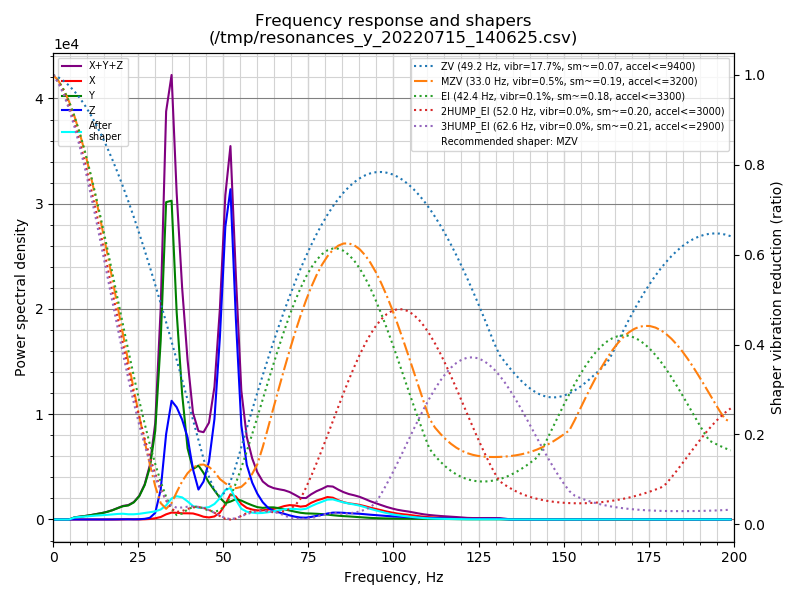 Frequency response and shapers
(/tmp/resonances_y_20220715_140625.csv)
1e4
X+Y+Z
X
Y
Z
After
shaper
ZV (49.2 Hz, vibr=17.7%, sm~=0.07, accel<=9400)
MZV (33.0 Hz, vibr=0.5%, sm~=0.19, accel<=3200)
EI (42.4 Hz, vibr=0.1%, sm~=0.18, accel<=3300)
2HUMP_EI (52.0 Hz, vibr=0.0%, sm~=0.20, accel<=3000)
3HUMP_EI (62.6 Hz, vibr=0.0%, sm~=0.21, accel<=2900)
Recommended shaper: MZV
Power spectral density
4
3
2
1
0
1.0
0.8
0.6
0.4
0.2
0.0
Shaper vibration reduction (ratio)
0 25 50 75 100 125 150 175 200
Frequency, Hz